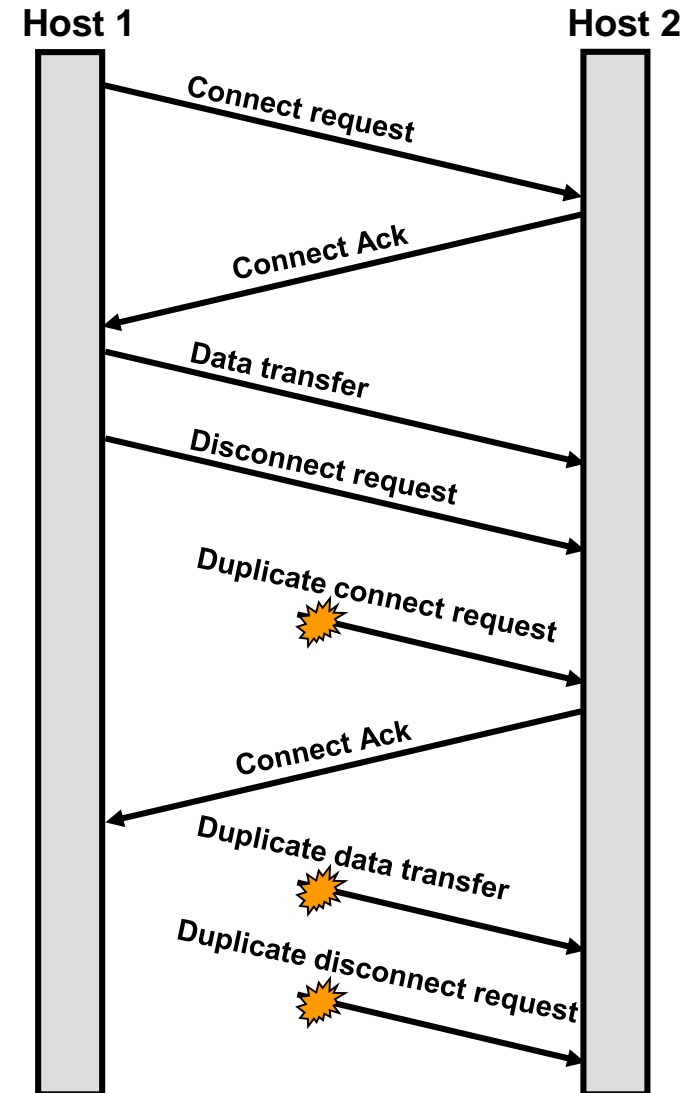 Host 1
Host 2
Connect request
Connect Ack
Data transfer
Disconnect request
Duplicate connect request
Connect Ack
Duplicate data transfer
Duplicate disconnect request